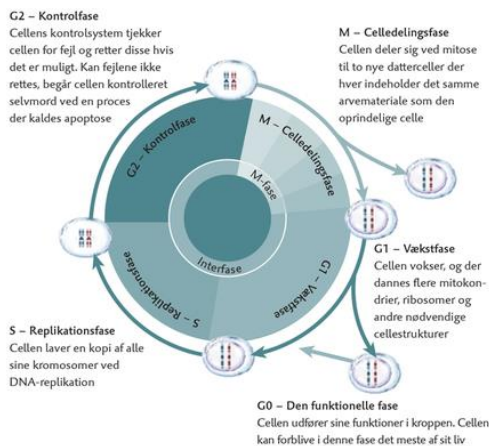 G2 – Kontrolfase
Cellens kontrolsystem tjekker
cellen for fejl og retter disse hvis
det er muligt. Kan fejlene ikke
rettes, begår cellen kontrolleret
selvmord ved en proces
der kaldes apoptose
M – Celledelingsfase
Cellen deler sig ved mitose
til to nye datterceller der
hver indeholder det samme
arvemateriale som den
oprindelige celle
G2 – Kontrolfase
M – Celledelingsfase
M-fase
Interfase
S – Replikationsfase
G1 – Vækstfase
G1 – Vækstfase
Cellen vokser, og der
dannes flere mitokon-
drier, ribosomer og
andre nødvendige
cellestrukturer
S – Replikationsfase
Cellen laver en kopi af alle
sine kromosomer ved
DNA-replikation
G0 – Den funktionelle fase
Cellen udfører sine funktioner i kroppen. Cellen
kan forblive i denne fase det meste af sit liv